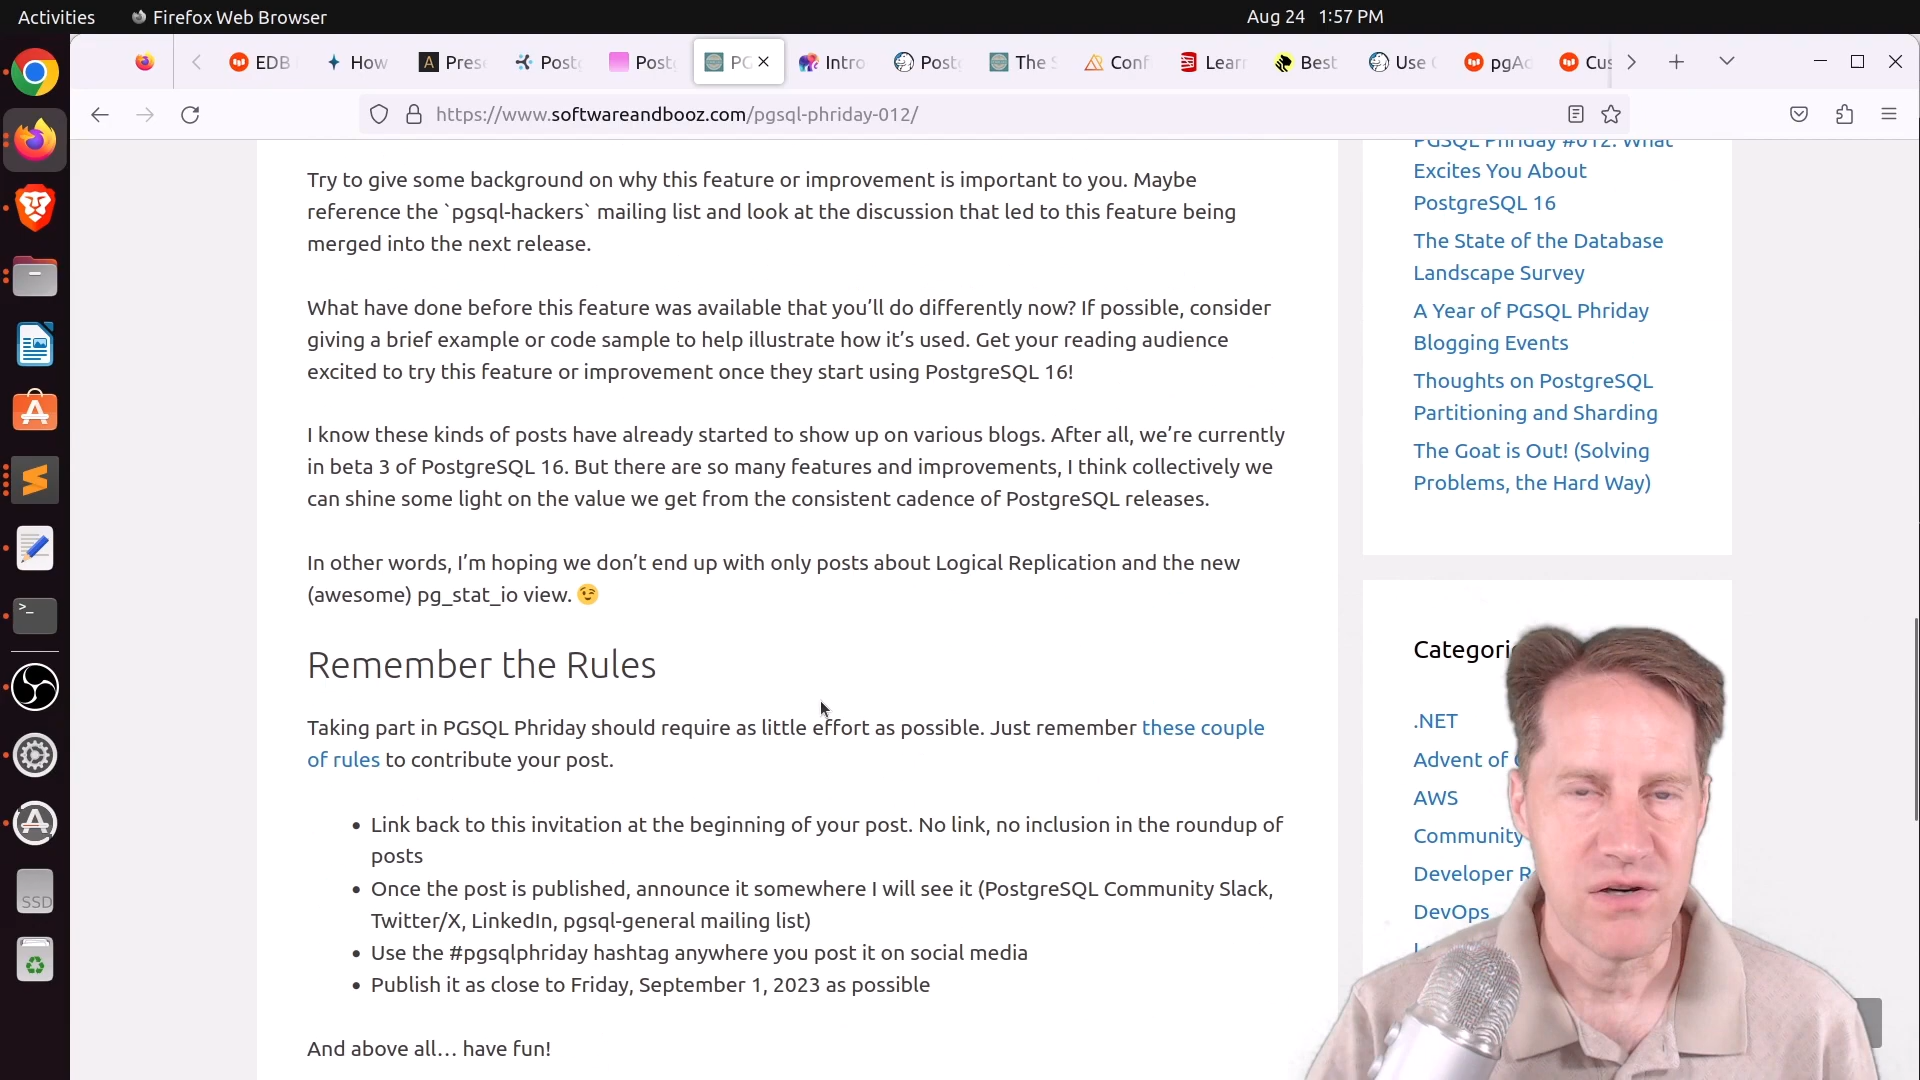 Activities
Firefox Web Browser
Aug 24 1:57 PM
EDB
How
Pres
Post
Post
PG
Intro
Post
The S
Conf
Lear
Best
Use
pgAd
Cus
https://www.softwareandbooz.com/pgsql-phriday-012/
Try to give some background on why this feature or improvement is important to you. Maybe
reference the `pgsql-hackers` mailing list and look at the discussion that led to this feature being
merged into the next release.
What have done before this feature was available that you’ll do differently now? If possible, consider
giving a brief example or code sample to help illustrate how it’s used. Get your reading audience
excited to try this feature or improvement once they start using PostgreSQL 16!
I know these kinds of posts have already started to show up on various blogs. After all, we’re currently
in beta 3 of PostgreSQL 16. But there are so many features and improvements, I think collectively we
can shine some light on the value we get from the consistent cadence of PostgreSQL releases.
In other words, I’m hoping we don’t end up with only posts about Logical Replication and the new
(awesome) pg_stat_io view. 😉
Remember the Rules
Taking part in PGSQL Phriday should require as little effort as possible. Just remember these couple
of rules to contribute your post.
• Link back to this invitation at the beginning of your post. No link, no inclusion in the roundup of
posts
• Once the post is published, announce it somewhere I will see it (PostgreSQL Community Slack,
Twitter/X, LinkedIn, pgsql-general mailing list)
• Use the #pgsqlphriday hashtag anywhere you post it on social media
• Publish it as close to Friday, September 1, 2023 as possible
And above all… have fun!
PGSQL Phriday #012: What
Excites You About
PostgreSQL 16
The State of the Database
Landscape Survey
A Year of PGSQL Phriday
Blogging Events
Thoughts on PostgreSQL
Partitioning and Sharding
The Goat is Out! (Solving
Problems, the Hard Way)
Categori
.NET
Advent of
AWS
Community
Developer R
DevOps
SSD